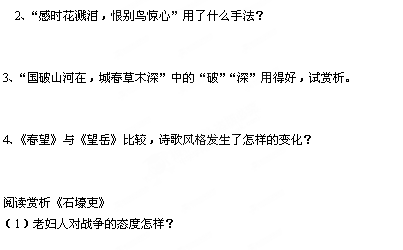 2、“感时花溅泪，恨别鸟惊心”用了什么手法？
3、“国破山河在，城春草木深”中的“破”“深”用得好，试赏析。
4、《春望》与《望岳》比较，诗歌风格发生了怎样的变化？
阅读赏析《石壕吏》
（1）老妇人对战争的态度怎样？